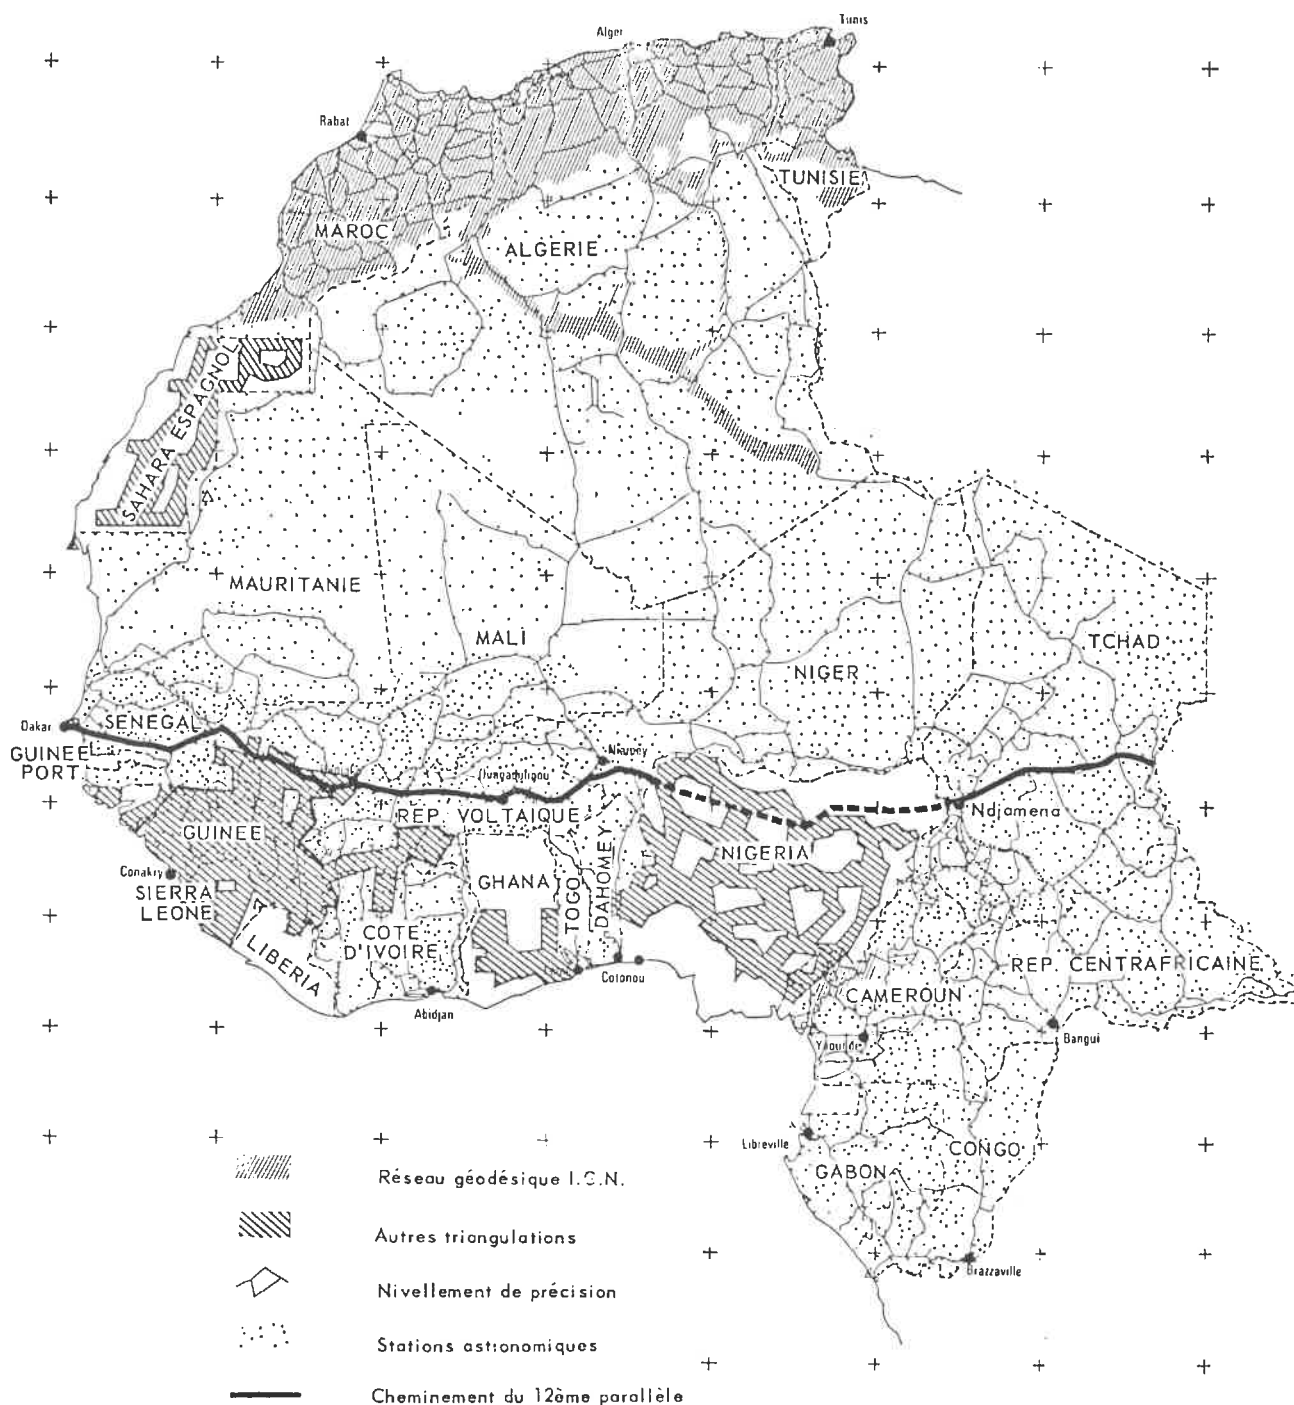 Tunis
Alger
Rabat
TUNISIE
MAROC
ALGERIE
SAHARA ESPAGNOL
MAURITANIE
MALI
TCHAD
NIGER
Dakar
SENEGAL
GUINEE
PORT.
Niamey
Ouagadougou
REP. VOLTAIQUE
Ndjamena
GUINEE
NIGERIA
Conakry
SIERRA
LEONE
GHANA
TOGO
DAHOMEY
COTE
D'IVOIRE
LIBERIA
REP. CENTRAFRICAINE
Cotonou
CAMEROUN
Abidjan
Bangui
Yaoundé
Libreville
CONGO
GABON
Brazzaville
Réseau géodésique I.G.N.
Autres triangulations
Nivellement de précision
Stations astronomiques
Cheminement du 12ème parallèle